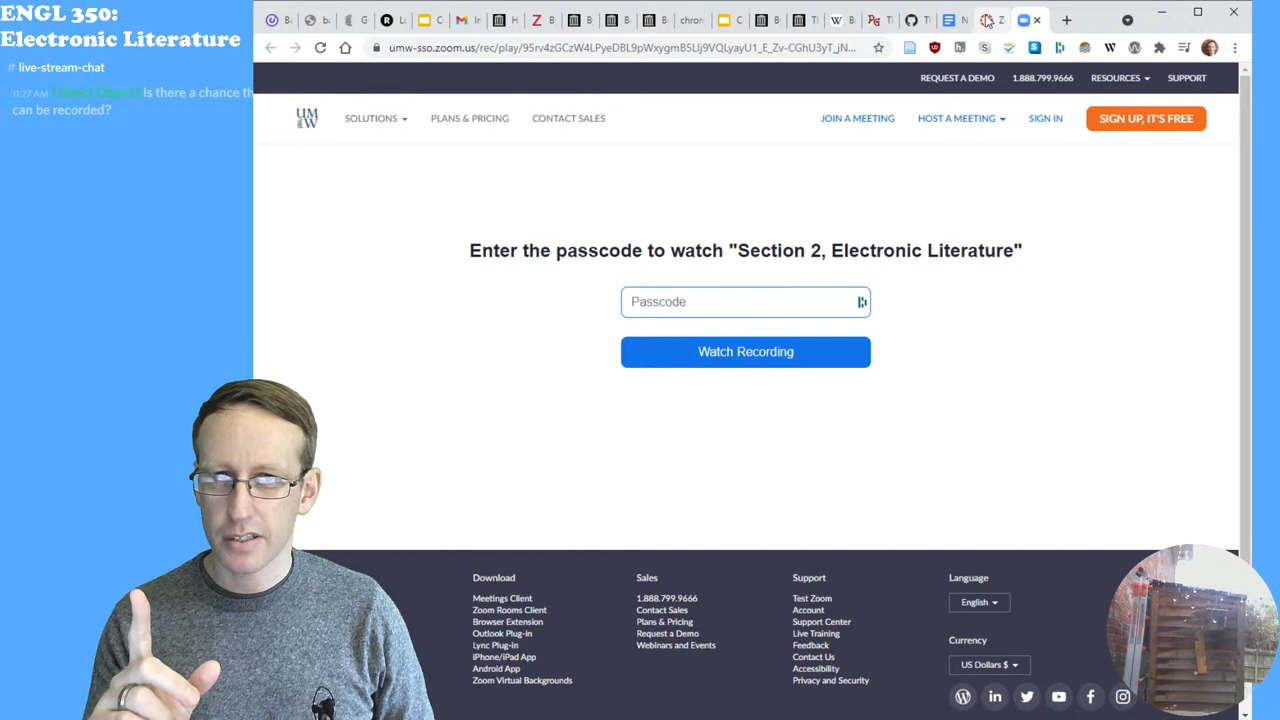 ENGL 350:
Electronic Literature
# live-stream-chat
11:27 AM [object Object] Is there a chance th
can be recorded?
umw-sso.zoom.us/rec/play/95rv4zGCzW4LPyeDBL9pWxygmB5LIj9VQLyayU1_E_Zv-CGhU3yT_jN...
REQUEST A DEMO 1.888.799.9666 RESOURCES SUPPORT
UMW SOLUTIONS PLANS & PRICING CONTACT SALES JOIN A MEETING HOST A MEETING SIGN IN SIGN UP, IT'S FREE
Enter the passcode to watch "Section 2, Electronic Literature"
Passcode
Watch Recording
Download
Meetings Client
Zoom Rooms Client
Browser Extension
Outlook Plug-in
Lync Plug-in
iPhone/iPad App
Android App
Zoom Virtual Backgrounds
Sales
1.888.799.9666
Contact Sales
Plans & Pricing
Request a Demo
Webinars and Events
Support
Test Zoom
Account
Support Center
Live Training
Feedback
Contact Us
Accessibility
Privacy and Security
Language
English
Currency
US Dollars $